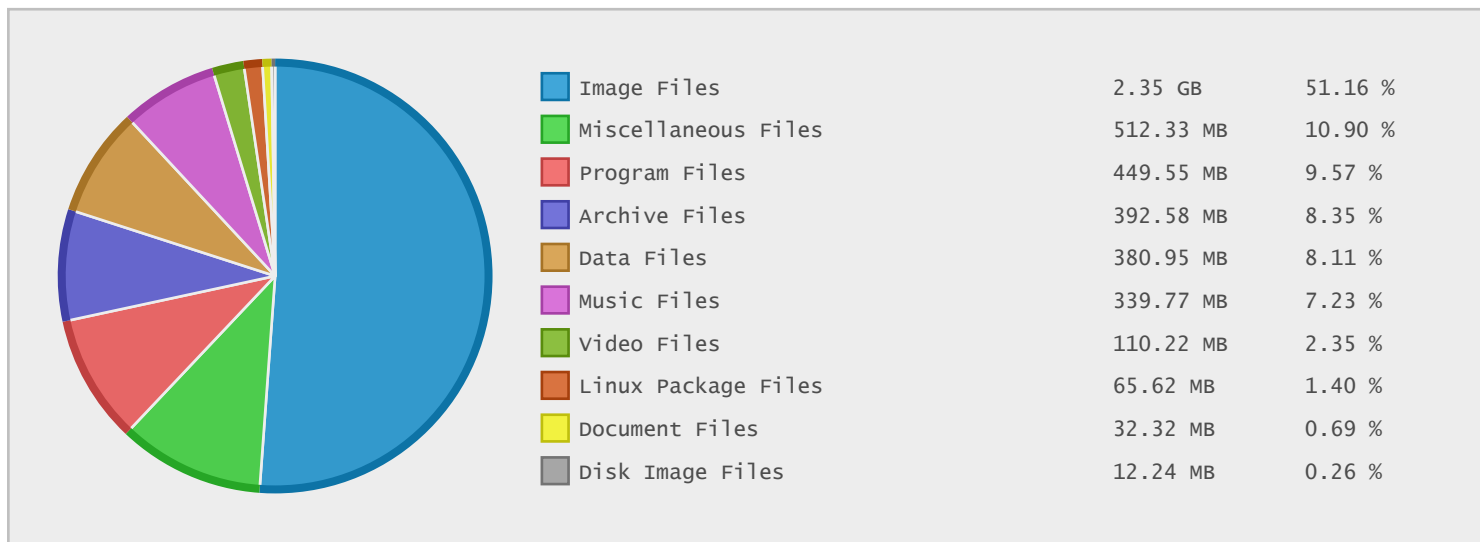 Image Files 2.35 GB 51.16 %
Miscellaneous Files 512.33 MB 10.90 %
Program Files 449.55 MB 9.57 %
Archive Files 392.58 MB 8.35 %
Data Files 380.95 MB 8.11 %
Music Files 339.77 MB 7.23 %
Video Files 110.22 MB 2.35 %
Linux Package Files 65.62 MB 1.40 %
Document Files 32.32 MB 0.69 %
Disk Image Files 12.24 MB 0.26 %